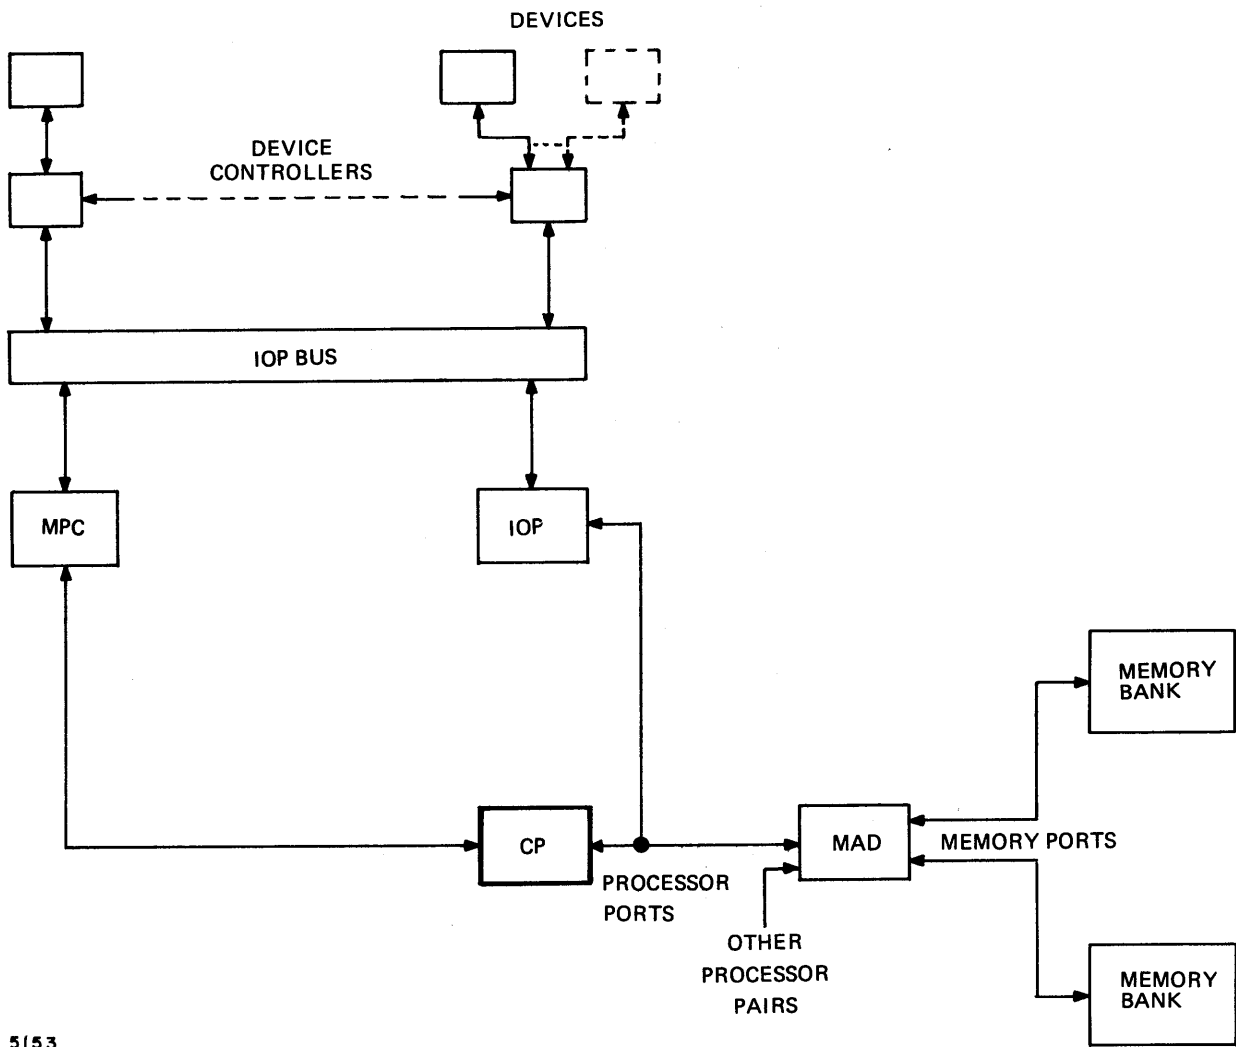 DEVICES
DEVICE
CONTROLLERS
IOP BUS
MPC
IOP
MEMORY
BANK
CP
MAD
MEMORY PORTS
PROCESSOR
PORTS
OTHER
PROCESSOR
PAIRS
MEMORY
BANK
5153